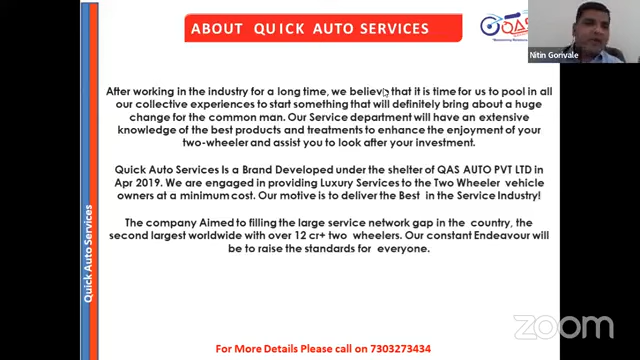 ABOUT QUICK AUTO SERVICES
QAS
Nitin Gorivale
After working in the industry for a long time, we believe that it is time for us to pool in all
our collective experiences to start something that will definitely bring about a huge
change for the common man. Our Service department will have an extensive
knowledge of the best products and treatments to enhance the enjoyment of your
two-wheeler and assist you to look after your investment.
Quick Auto Services Is a Brand Developed under the shelter of QAS AUTO PVT LTD in
Apr 2019. We are engaged in providing Luxury Services to the Two Wheeler vehicle
owners at a minimum cost. Our motive is to deliver the Best in the Service Industry!
The company Aimed to filling the large service network gap in the country, the
second largest worldwide with over 12 cr+ two wheelers. Our constant Endeavour will
be to raise the standards for everyone.
Quick Auto Services
zoom
For More Details Please call on 7303273434